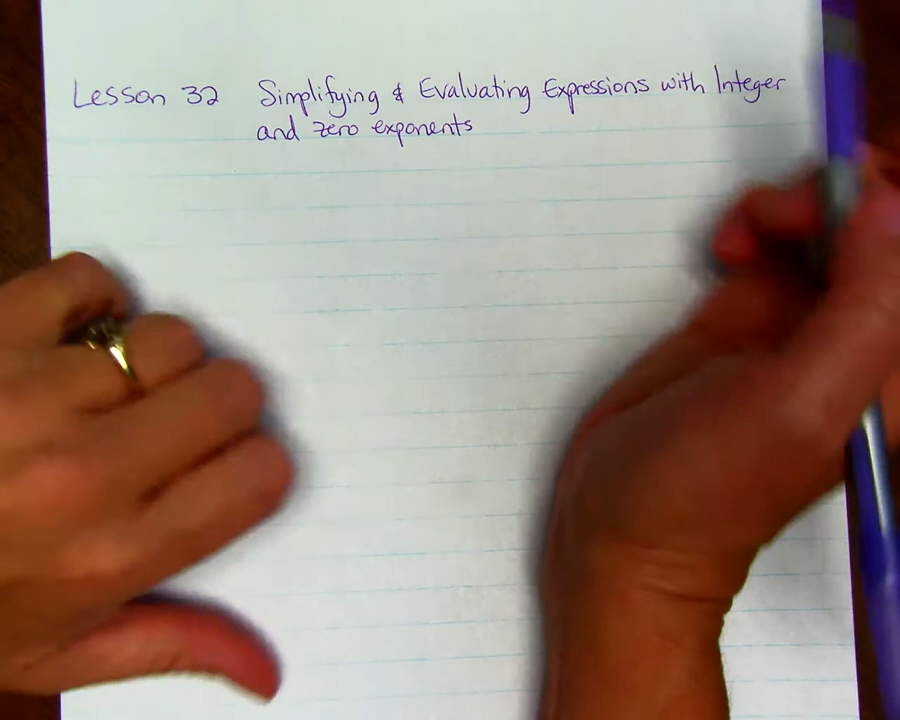 Lesson 32 Simplifying & Evaluating Expressions with Integer
and zero exponents